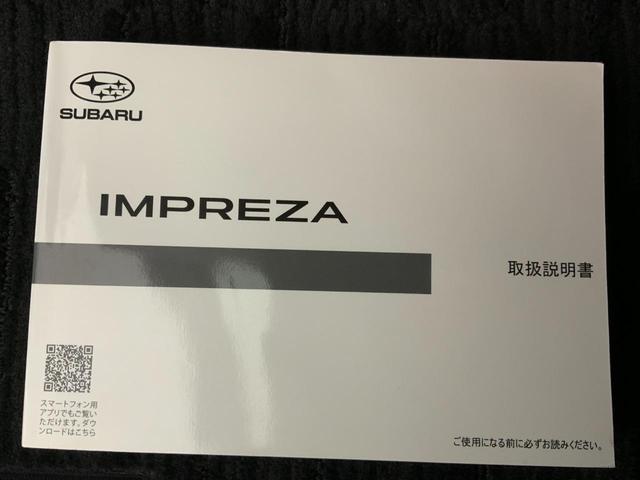 SUBARU
IMPREZA
取扱説明書
スマートフォン用
アプリでもご覧い
ただけます。ダウ
ンロードはこちら
ご使用になる前に必ずお読みください。